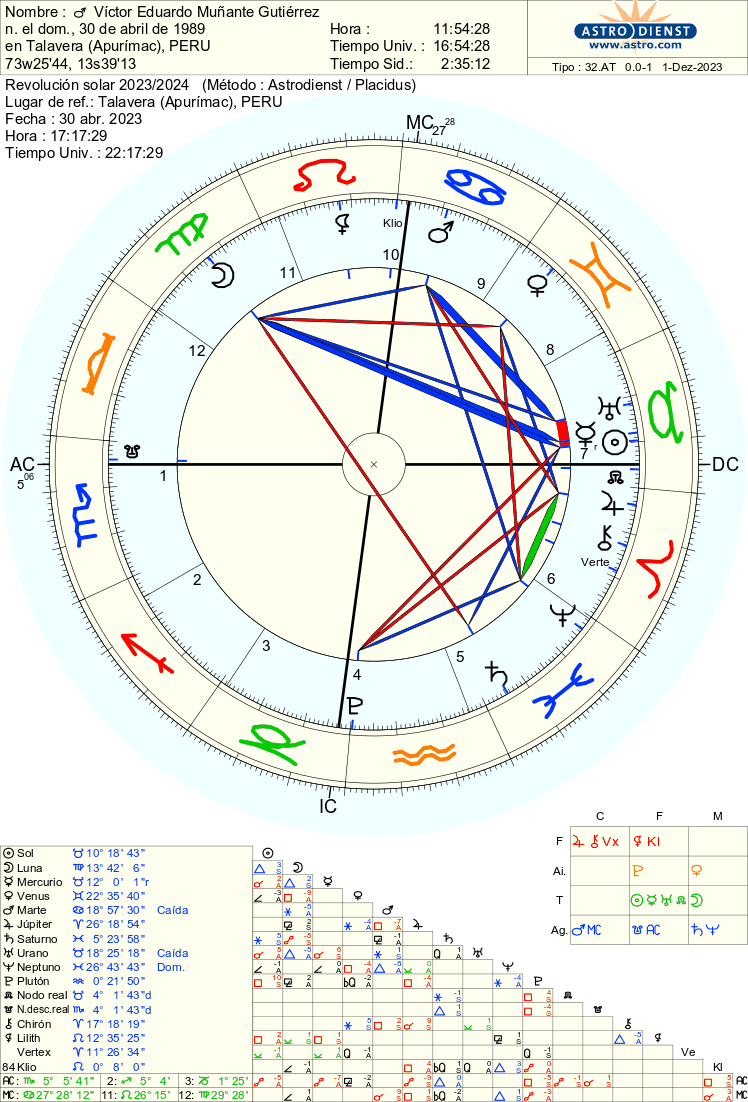 Nombre : ♂ Víctor Eduardo Muñante Gutiérrez
n. el dom., 30 de abril de 1989
en Talavera (Apurímac), PERU
73w25'44, 13s39'13
Hora : 11:54:28
Tiempo Univ. : 16:54:28
Tiempo Sid.: 2:35:12
ASTRO DIENST
www.astro.com
Tipo : 32.AT 0.0-1 1-Dez-2023
Revolución solar 2023/2024 (Método : Astrodienst / Placidus)
Lugar de ref.: Talavera (Apurímac), PERU
Fecha : 30 abr. 2023
Hora : 17:17:29
Tiempo Univ. : 22:17:29
MC 27 28
Klio
10
11
9
12
8
AC 5 06
1
7
r
DC
Verte
2
6
3
5
4
IC
C F M
F Vx Kl
Ai.
T
Ag. MC AC
Sol ♉ 10° 18' 43"
Luna ♍ 13° 42' 6"
Mercurio ♉ 12° 0' 1"r
Venus ♊ 22° 35' 40"
Marte ♋ 18° 57' 30" Caída
Júpiter ♈ 26° 18' 54"
Saturno ♓ 5° 23' 58"
Urano ♉ 18° 25' 18" Caída
Neptuno ♓ 26° 43' 43" Dom.
Plutón ♒ 0° 21' 50"
Nodo real ♉ 4° 1' 43"d
N.desc.real ♏ 4° 1' 43"d
Chirón ♈ 17° 18' 19"
Lilith ♌ 12° 35' 25"
Vertex ♈ 11° 26' 34"
84 Klio ♌ 0° 8' 0"
AC: ♏ 5° 5' 41" 2: ♐ 5° 4' 3: ♑ 1° 25'
MC: ♋ 27° 28' 12" 11: ♌ 26° 15' 12: ♍ 29° 28'
Ve
Kl
AC
MC